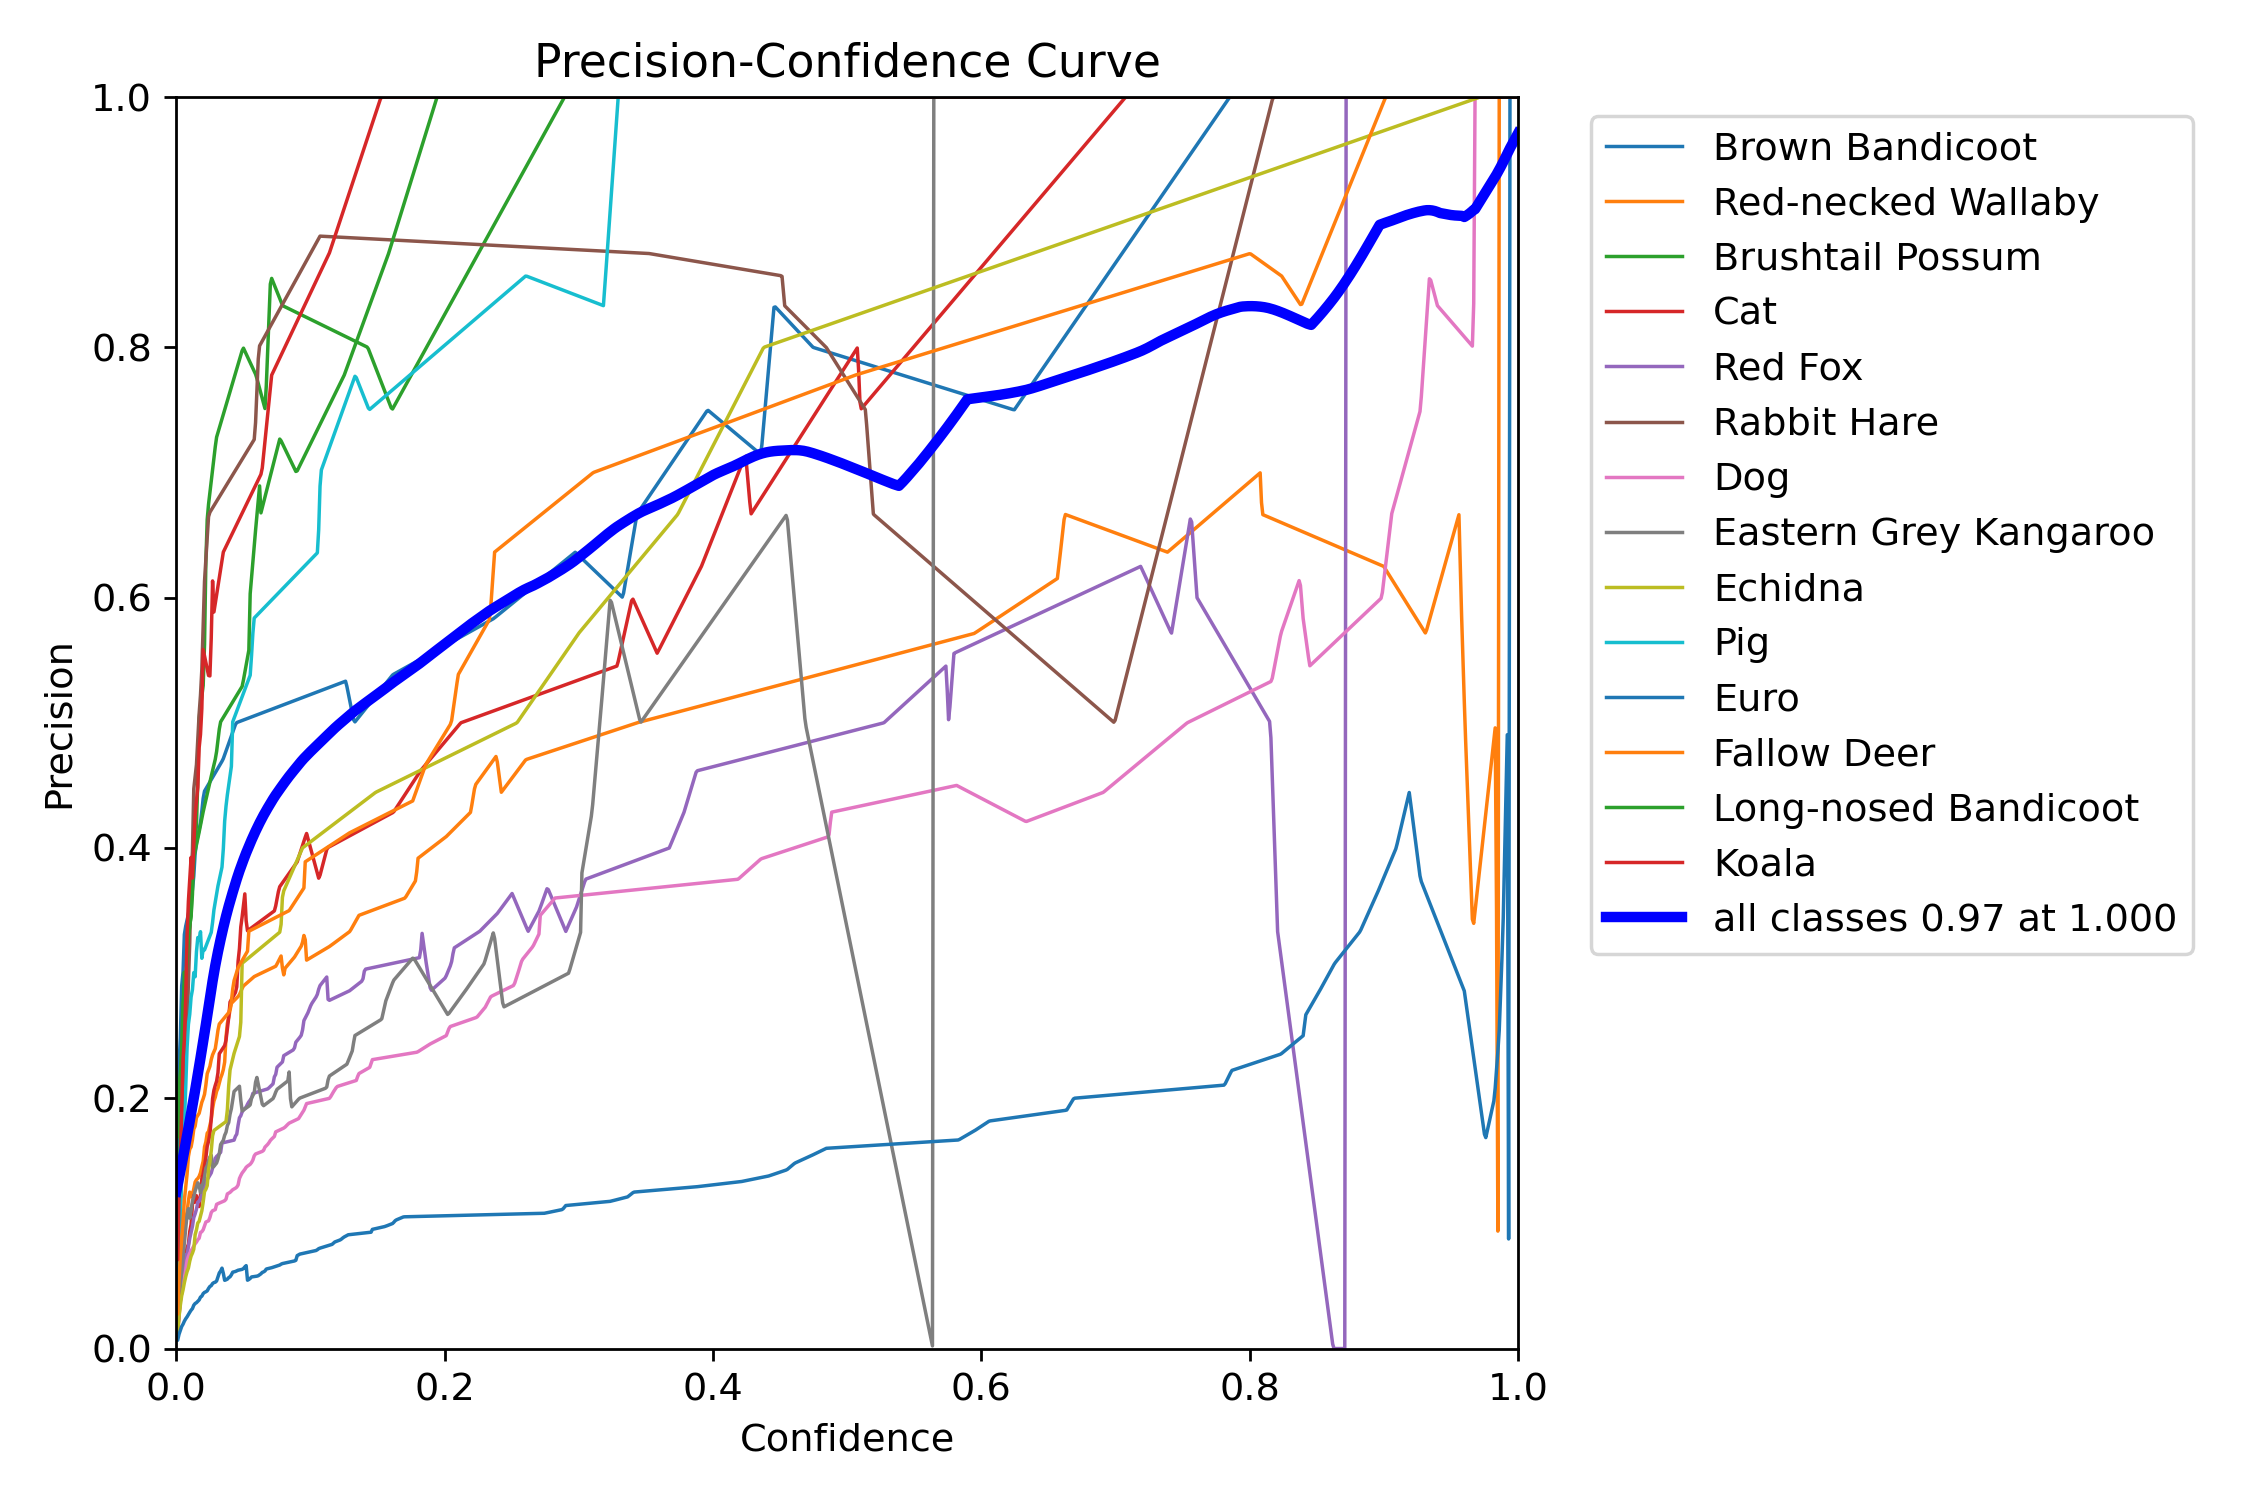 Precision-Confidence Curve
1.0
0.8
0.6
0.4
0.2
0.0
Precision
0.0 0.2 0.4 0.6 0.8 1.0
Confidence
Brown Bandicoot
Red-necked Wallaby
Brushtail Possum
Cat
Red Fox
Rabbit Hare
Dog
Eastern Grey Kangaroo
Echidna
Pig
Euro
Fallow Deer
Long-nosed Bandicoot
Koala
all classes 0.97 at 1.000